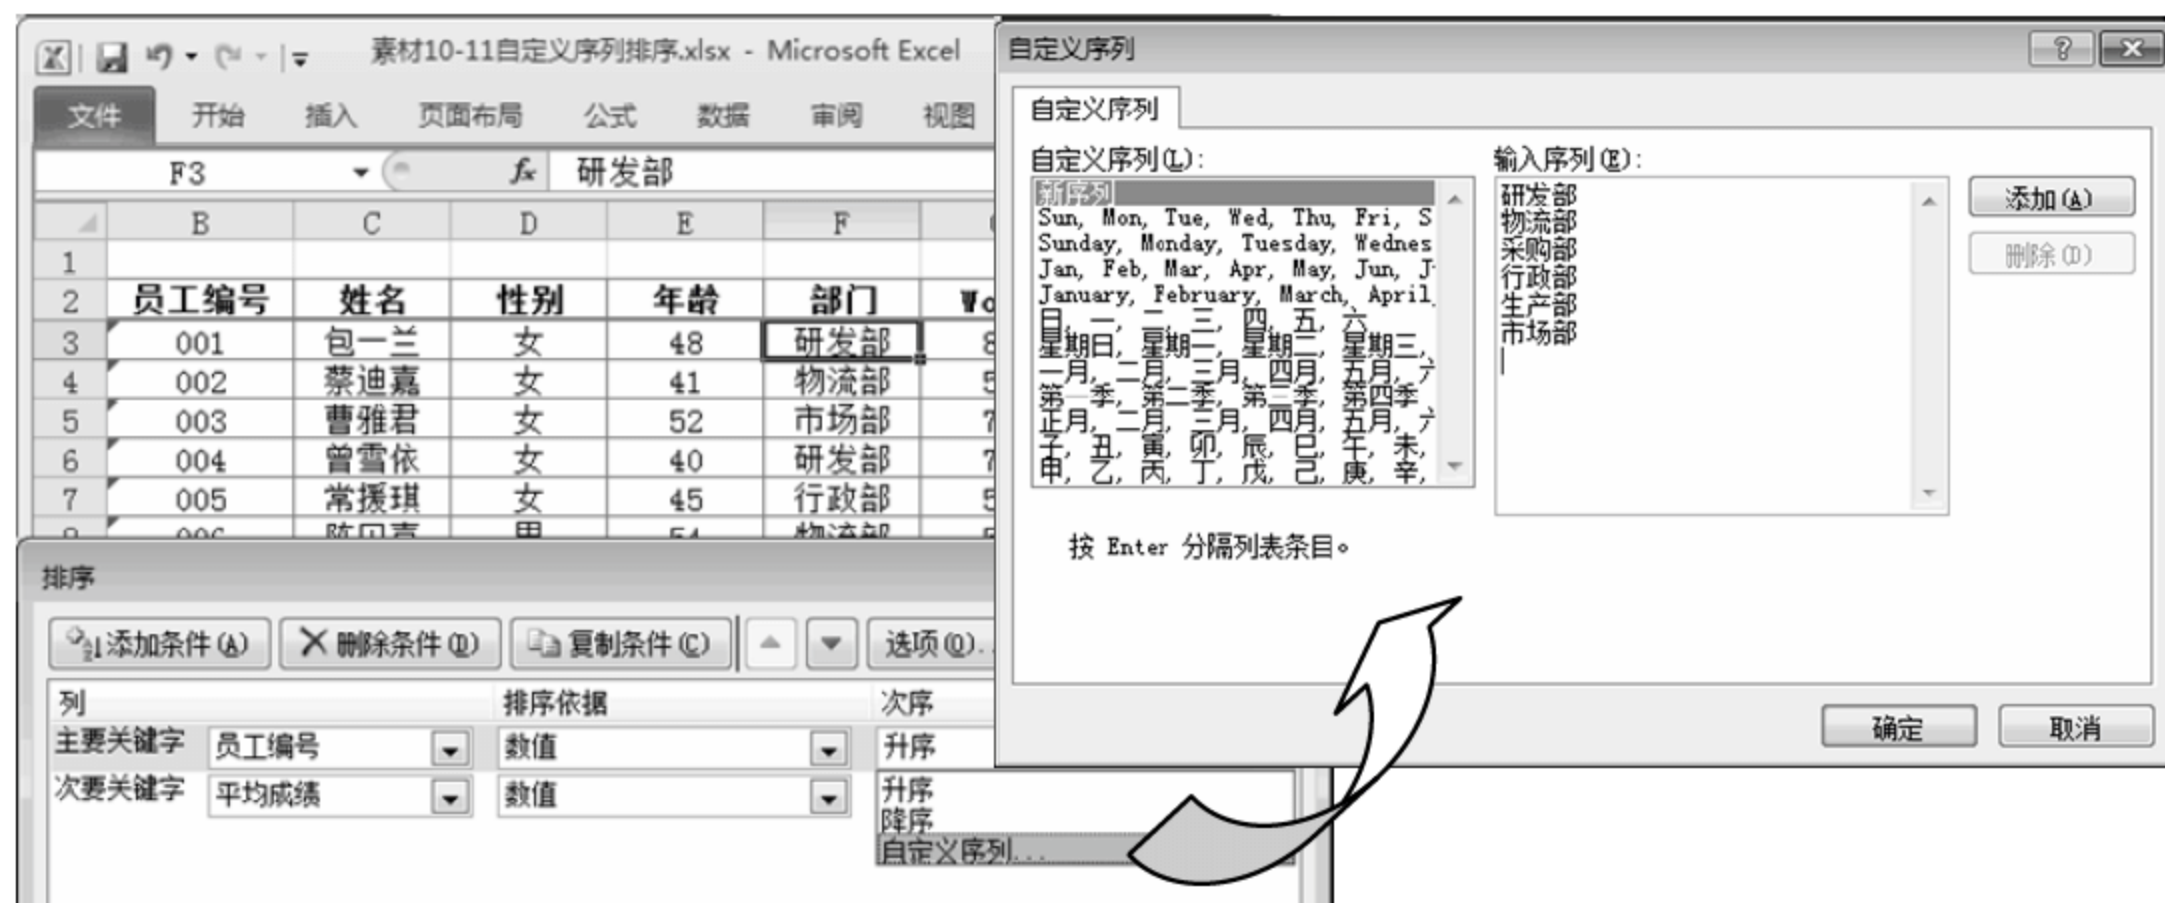 素材10-11自定义序列排序.xlsx - Microsoft Excel
文件 开始 插入 页面布局 公式 数据 审阅 视图
F3 fx 研发部
B C D E F
1
2 员工编号 姓名 性别 年龄 部门
3 001 包一兰 女 48 研发部
4 002 蔡迪嘉 女 41 物流部
5 003 曹雅君 女 52 市场部
6 004 曾雪依 女 40 研发部
7 005 常援琪 女 45 行政部
排序
添加条件(A) 删除条件(D) 复制条件(C) 选项(O)..
列 排序依据 次序
主要关键字 员工编号 数值 升序
次要关键字 平均成绩 数值 升序
降序
自定义序列...
自定义序列
自定义序列
自定义序列(L):
新序列
Sun, Mon, Tue, Wed, Thu, Fri, S
Sunday, Monday, Tuesday, Wednes
Jan, Feb, Mar, Apr, May, Jun, J
January, February, March, April
日, 一, 二, 三, 四, 五, 六
星期日, 星期一, 星期二, 星期三,
一月, 二月, 三月, 四月, 五月,
第一季, 第二季, 第三季, 第四季
正月, 二月, 三月, 四月, 五月,
子, 丑, 寅, 卯, 辰, 巳, 午, 未,
甲, 乙, 丙, 丁, 戊, 己, 庚, 辛,
输入序列(E):
研发部
物流部
采购部
行政部
生产部
市场部
添加(A)
删除(D)
按 Enter 分隔列表条目。
确定 取消